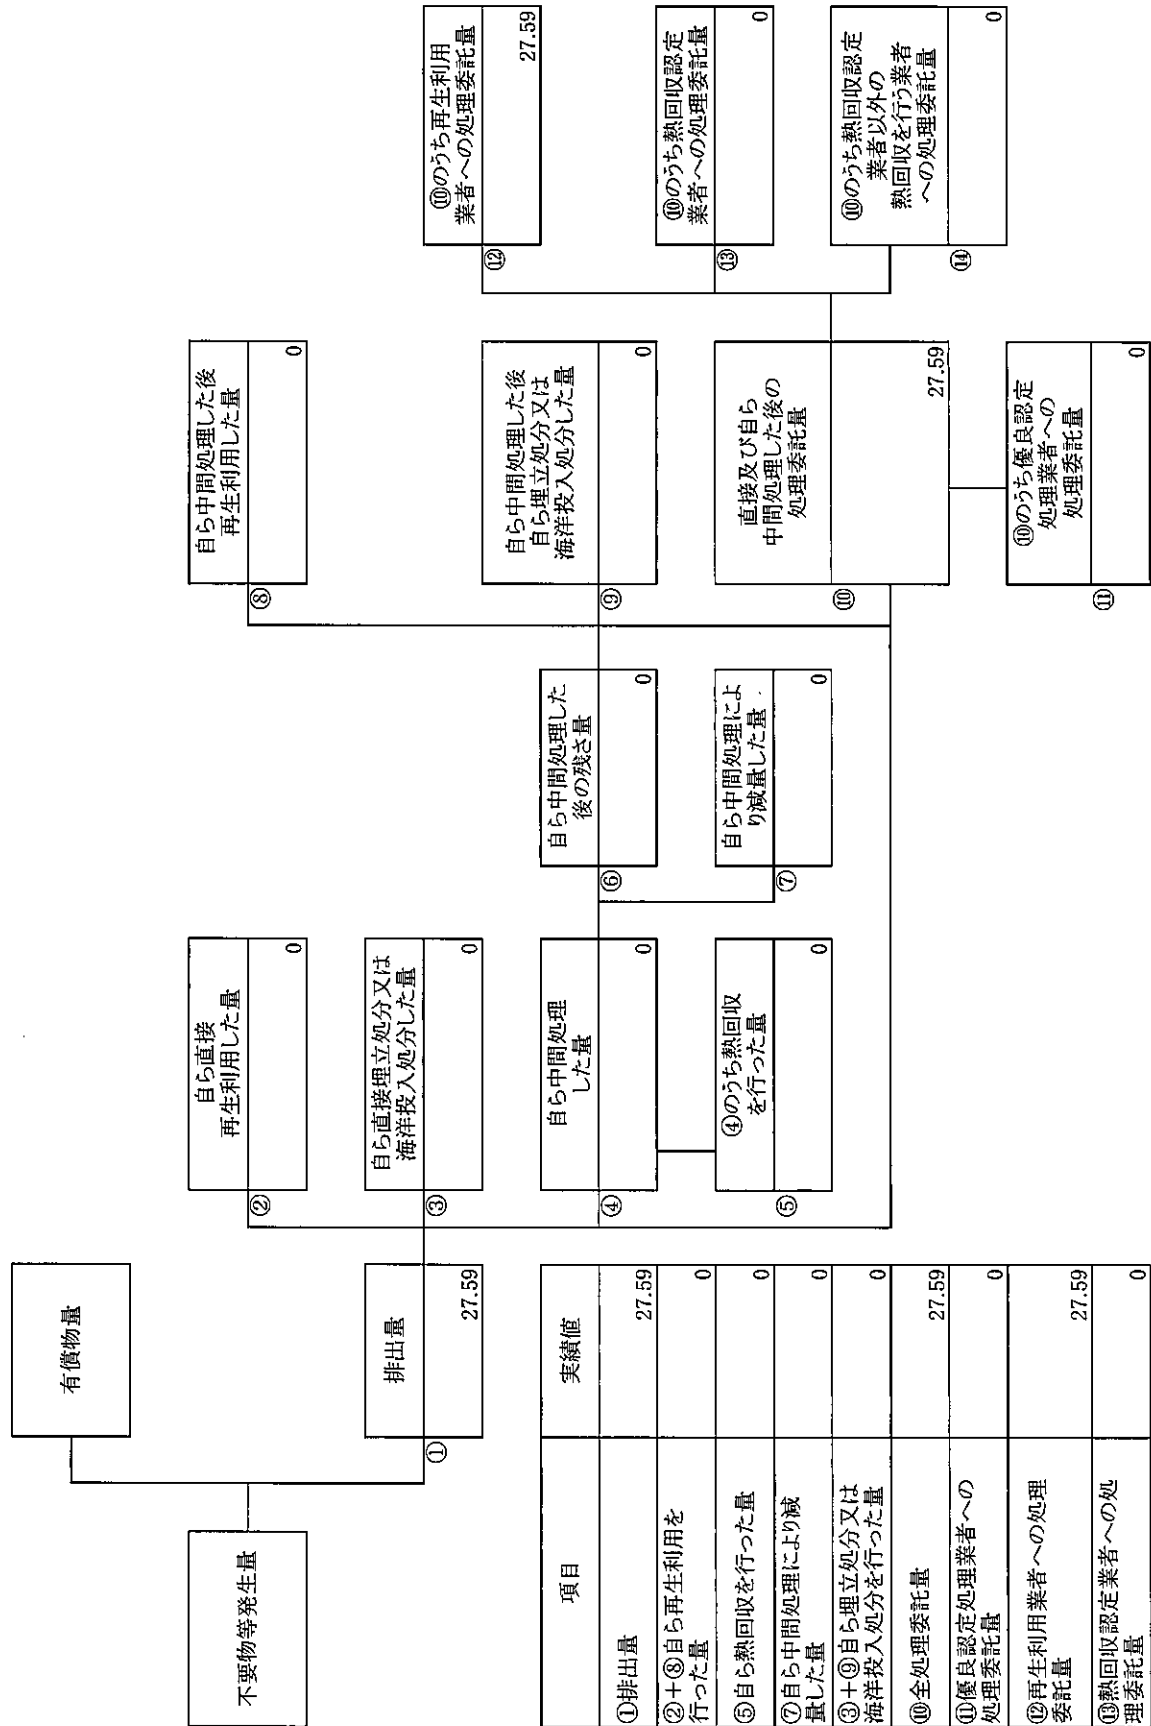 不要物等発生量
有償物量
①
排出量
27.59
②
自ら直接
再生利用した量
0
③
自ら直接埋立処分又は
海洋投入処分した量
0
④
自ら中間処理
した量
0
⑤
④のうち熱回収
を行った量
0
⑥
自ら中間処理した
後の残さ量
0
⑦
自ら中間処理によ
り減量した量
0
⑧
自ら中間処理した後
再生利用した量
0
⑨
自ら中間処理した後
自ら埋立処分又は
海洋投入処分した量
0
⑩
直接及び自ら
中間処理した後の
処理委託量
27.59
⑪
⑩のうち優良認定
処理業者への
処理委託量
0
⑫
⑩のうち再生利用
業者への処理委託量
27.59
⑬
⑩のうち熱回収認定
業者への処理委託量
0
⑭
⑩のうち熱回収認定
業者以外の
熱回収を行う業者
への処理委託量
0
項目
実績値
①排出量
27.59
②+⑧自ら再生利用を
行った量
0
⑤自ら熱回収を行った量
0
⑦自ら中間処理により減
量した量
0
③+⑨自ら埋立処分又は
海洋投入処分を行った量
0
⑩全処理委託量
27.59
⑪優良認定処理業者への
処理委託量
0
⑫再生利用業者への処理
委託量
27.59
⑬熱回収認定業者への処
理委託量
0